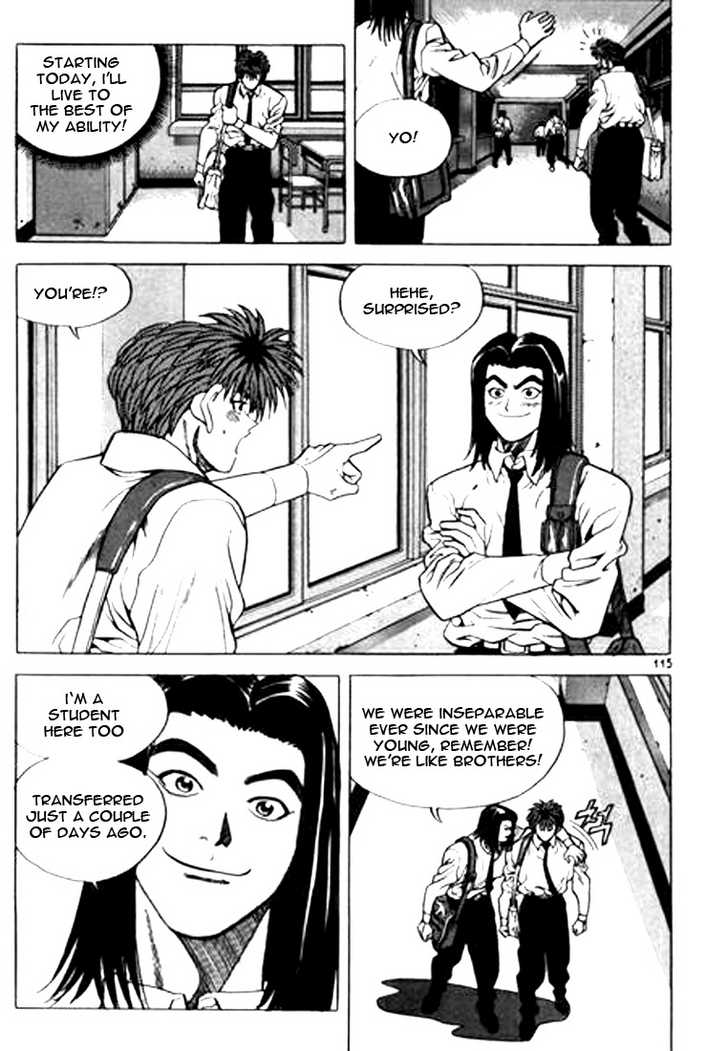 STARTING
TODAY, I'LL
LIVE TO
THE BEST OF
MY ABILITY!
YO!
YOU'RE!?
HEHE,
SURPRISED?
115
I'M A
STUDENT
HERE TOO
TRANSFERRED
JUST A COUPLE
OF DAYS AGO.
WE WERE INSEPARABLE
EVER SINCE WE WERE
YOUNG, REMEMBER!
WE'RE LIKE BROTHERS!